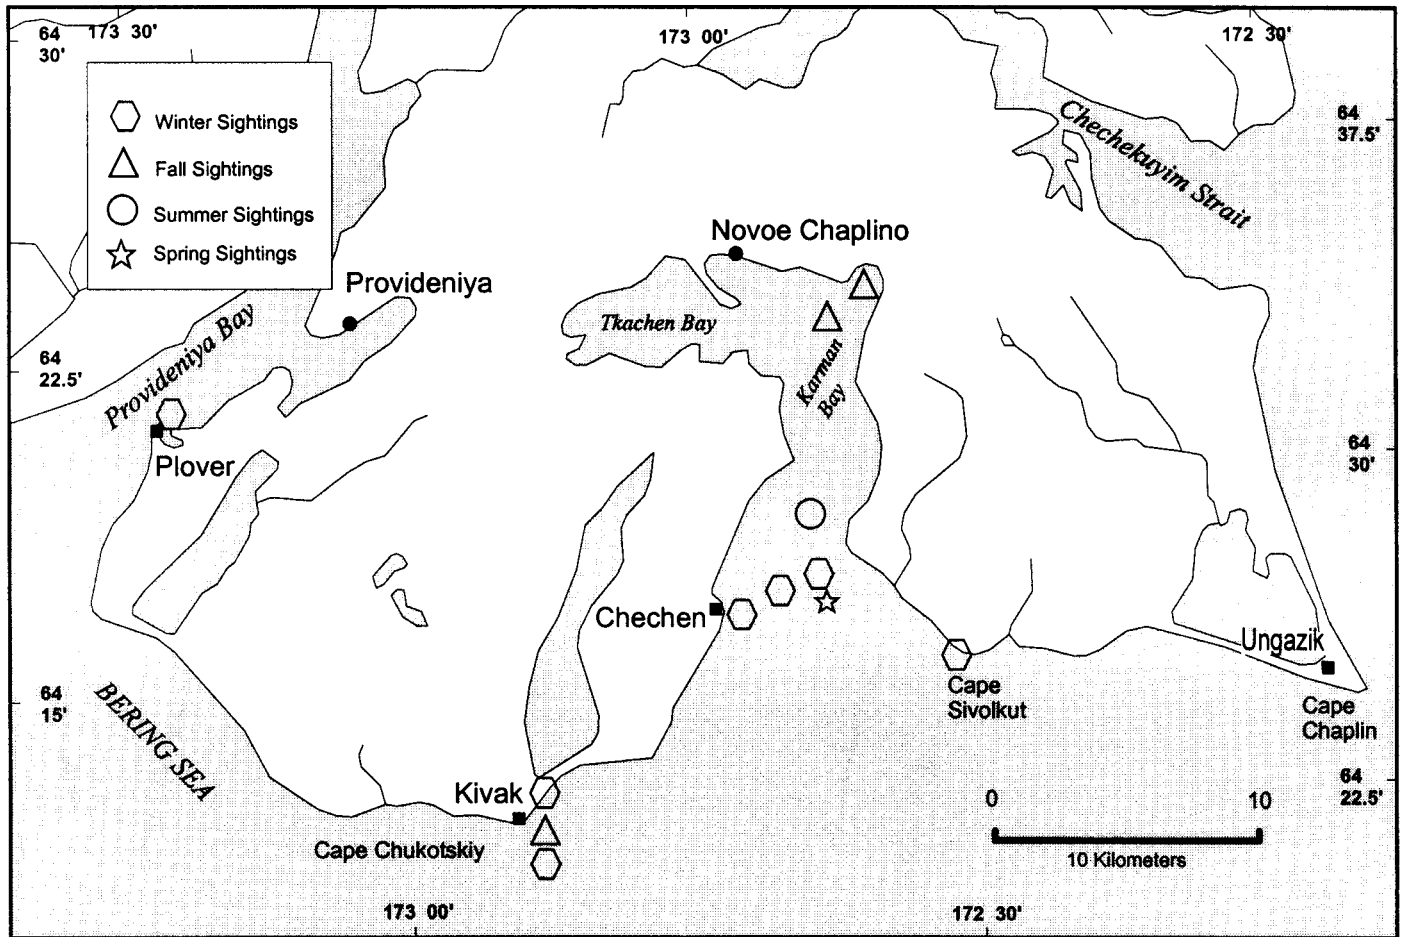 64
30'
173 30'
173 00'
172 30'
Winter Sightings
Fall Sightings
Summer Sightings
Spring Sightings
64
37.5'
Chechekuyim Strait
Novoe Chaplino
Provideniya
Tkachen Bay
Provideniya Bay
64
22.5'
Karman
Bay
Plover
64
30'
Chechen
Ungazik
Cape
Sivolkut
Cape
Chaplin
64
15'
BERING SEA
Kivak
64
22.5'
0
10
10 Kilometers
Cape Chukotskiy
173 00'
172 30'